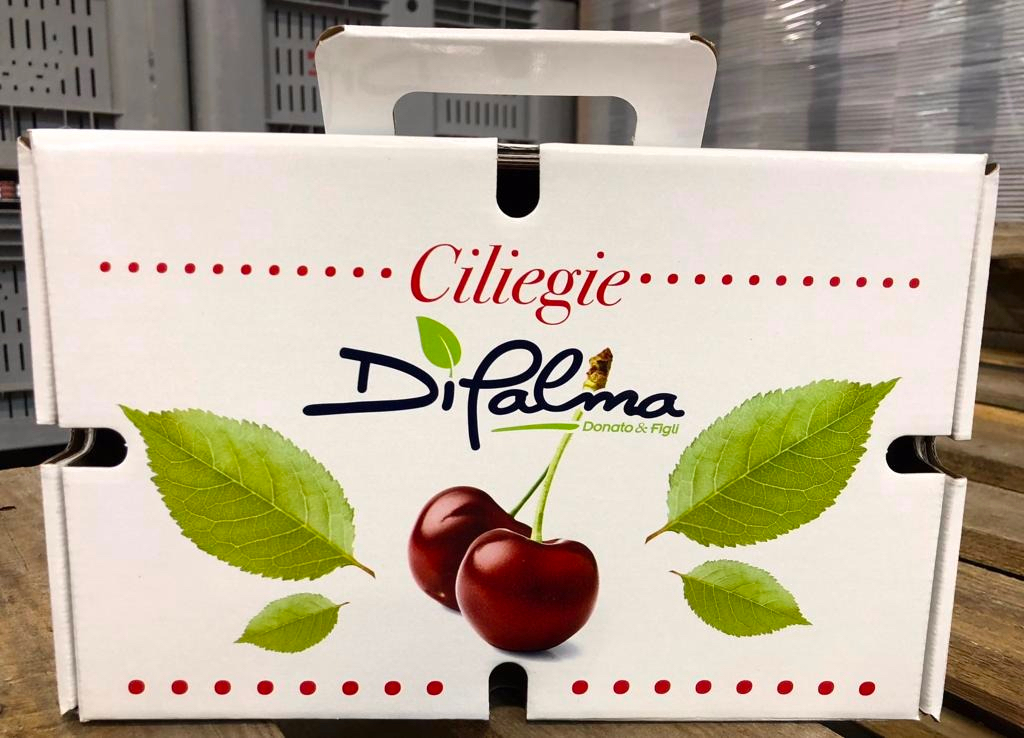 Ciliegie
DiPalma
Donato & Figli